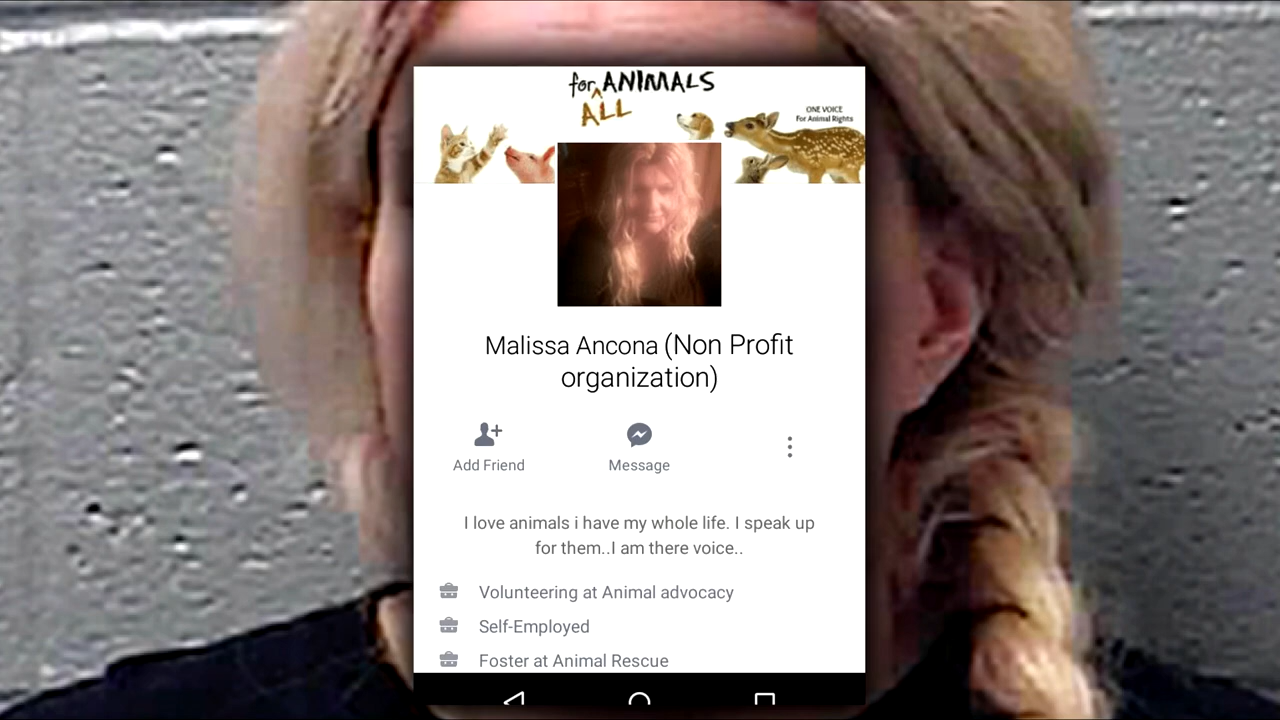 for ANIMALS
ALL
ONE VOICE
For Animal Rights
Malissa Ancona (Non Profit
organization)
Add Friend
Message
I love animals i have my whole life. I speak up
for them..I am there voice..
Volunteering at Animal advocacy
Self-Employed
Foster at Animal Rescue